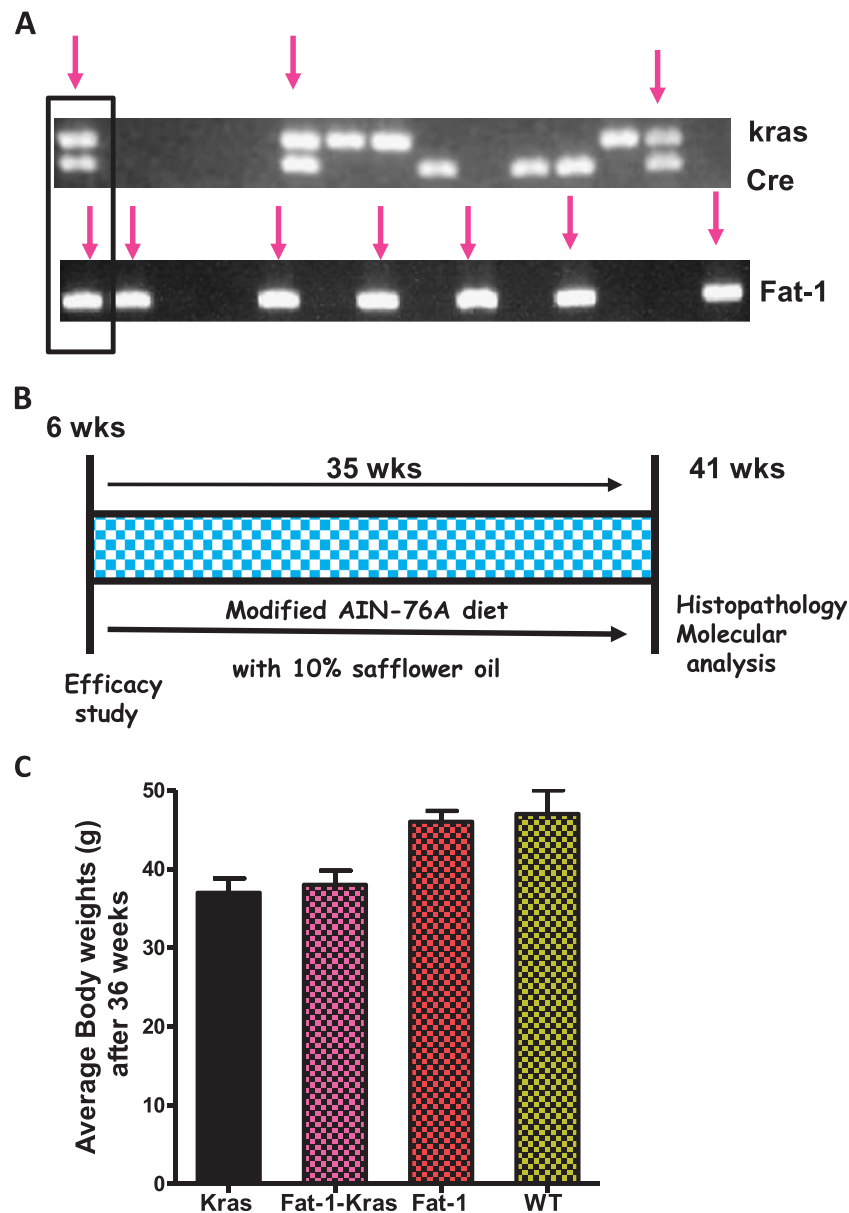 A
kras
Cre
Fat-1
B
6 wks
35 wks
41 wks
Modified AIN-76A diet
with 10% safflower oil
Efficacy
study
Histopathology
Molecular
analysis
C
Average Body weights (g)
after 36 weeks
50
40
30
20
10
0
Kras Fat-1-Kras Fat-1 WT